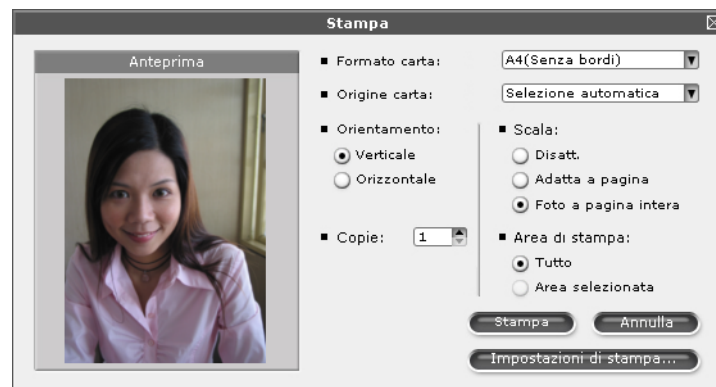 Stampa
Anteprima
Formato carta:
A4(Senza bordi)
Origine carta:
Selezione automatica
Orientamento:
Verticale
Orizzontale
Scala:
Disatt.
Adatta a pagina
Foto a pagina intera
Copie:
1
Area di stampa:
Tutto
Area selezionata
Stampa
Annulla
Impostazioni di stampa...